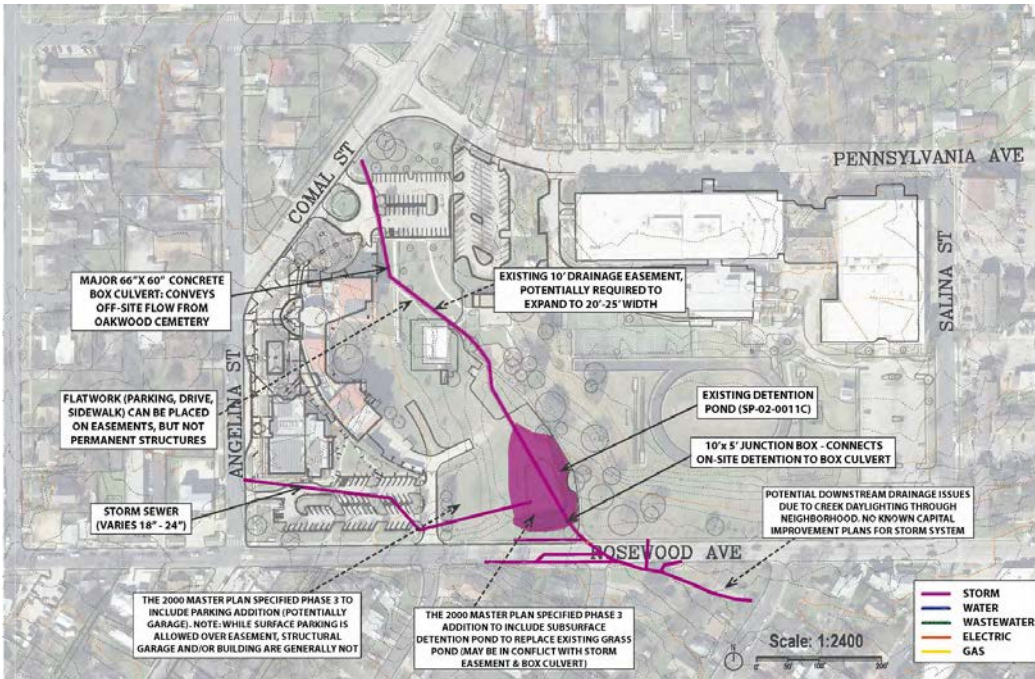 PENNSYLVANIA AVE
COMAL ST
SALINA ST
ANGELINA ST
ROSEWOOD AVE
MAJOR 66"X 60" CONCRETE
BOX CULVERT: CONVEYS
OFF-SITE FLOW FROM
OAKWOOD CEMETERY
EXISTING 10' DRAINAGE EASEMENT,
POTENTIALLY REQUIRED TO
EXPAND TO 20'-25' WIDTH
FLATWORK (PARKING, DRIVE,
SIDEWALK) CAN BE PLACED
ON EASEMENTS, BUT NOT
PERMANENT STRUCTURES
EXISTING DETENTION
POND (SP-02-0011C)
10'x 5' JUNCTION BOX - CONNECTS
ON-SITE DETENTION TO BOX CULVERT
STORM SEWER
(VARIES 18" - 24")
POTENTIAL DOWNSTREAM DRAINAGE ISSUES
DUE TO CREEK DAYLIGHTING THROUGH
NEIGHBORHOOD. NO KNOWN CAPITAL
IMPROVEMENT PLANS FOR STORM SYSTEM
THE 2000 MASTER PLAN SPECIFIED PHASE 3 TO
INCLUDE PARKING ADDITION (POTENTIALLY
GARAGE). NOTE: WHILE SURFACE PARKING IS
ALLOWED OVER EASEMENT, STRUCTURAL
GARAGE AND/OR BUILDING ARE GENERALLY NOT
THE 2000 MASTER PLAN SPECIFIED PHASE 3
ADDITION TO INCLUDE SUBSURFACE
DETENTION POND TO REPLACE EXISTING GRASS
POND (MAY BE IN CONFLICT WITH STORM
EASEMENT & BOX CULVERT)
Scale: 1:2400
0' 50' 100' 200'
STORM
WATER
WASTEWATER
ELECTRIC
GAS